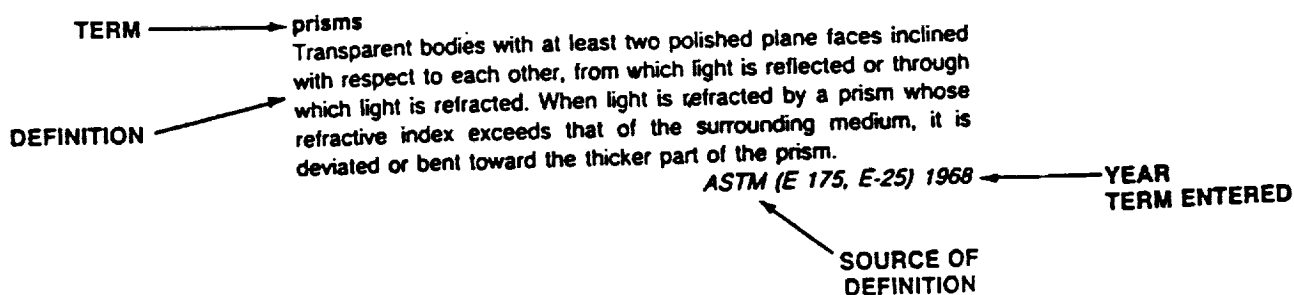 TERM
prisms
Transparent bodies with at least two polished plane faces inclined
with respect to each other, from which light is reflected or through
which light is refracted. When light is refracted by a prism whose
refractive index exceeds that of the surrounding medium, it is
deviated or bent toward the thicker part of the prism.
DEFINITION
ASTM (E 175, E-25) 1968
YEAR
TERM ENTERED
SOURCE OF
DEFINITION